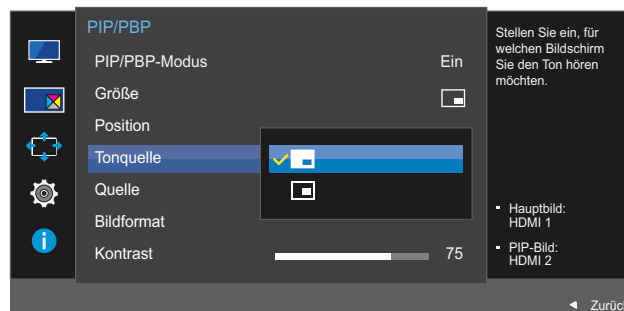 PIP/PBP
PIP/PBP-Modus Ein
Größe
Position
Tonquelle
Quelle
Bildformat
Kontrast 75
Stellen Sie ein, für
welchen Bildschirm
Sie den Ton hören
möchten.
Hauptbild:
HDMI 1
PIP-Bild:
HDMI 2
Zurück